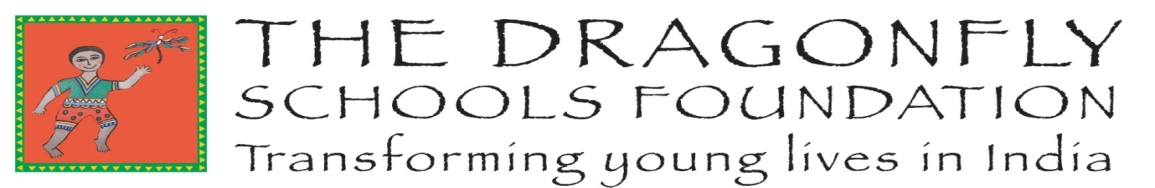 THE DRAGONFLY
SCHOOLS FOUNDATION
Transforming young lives in India